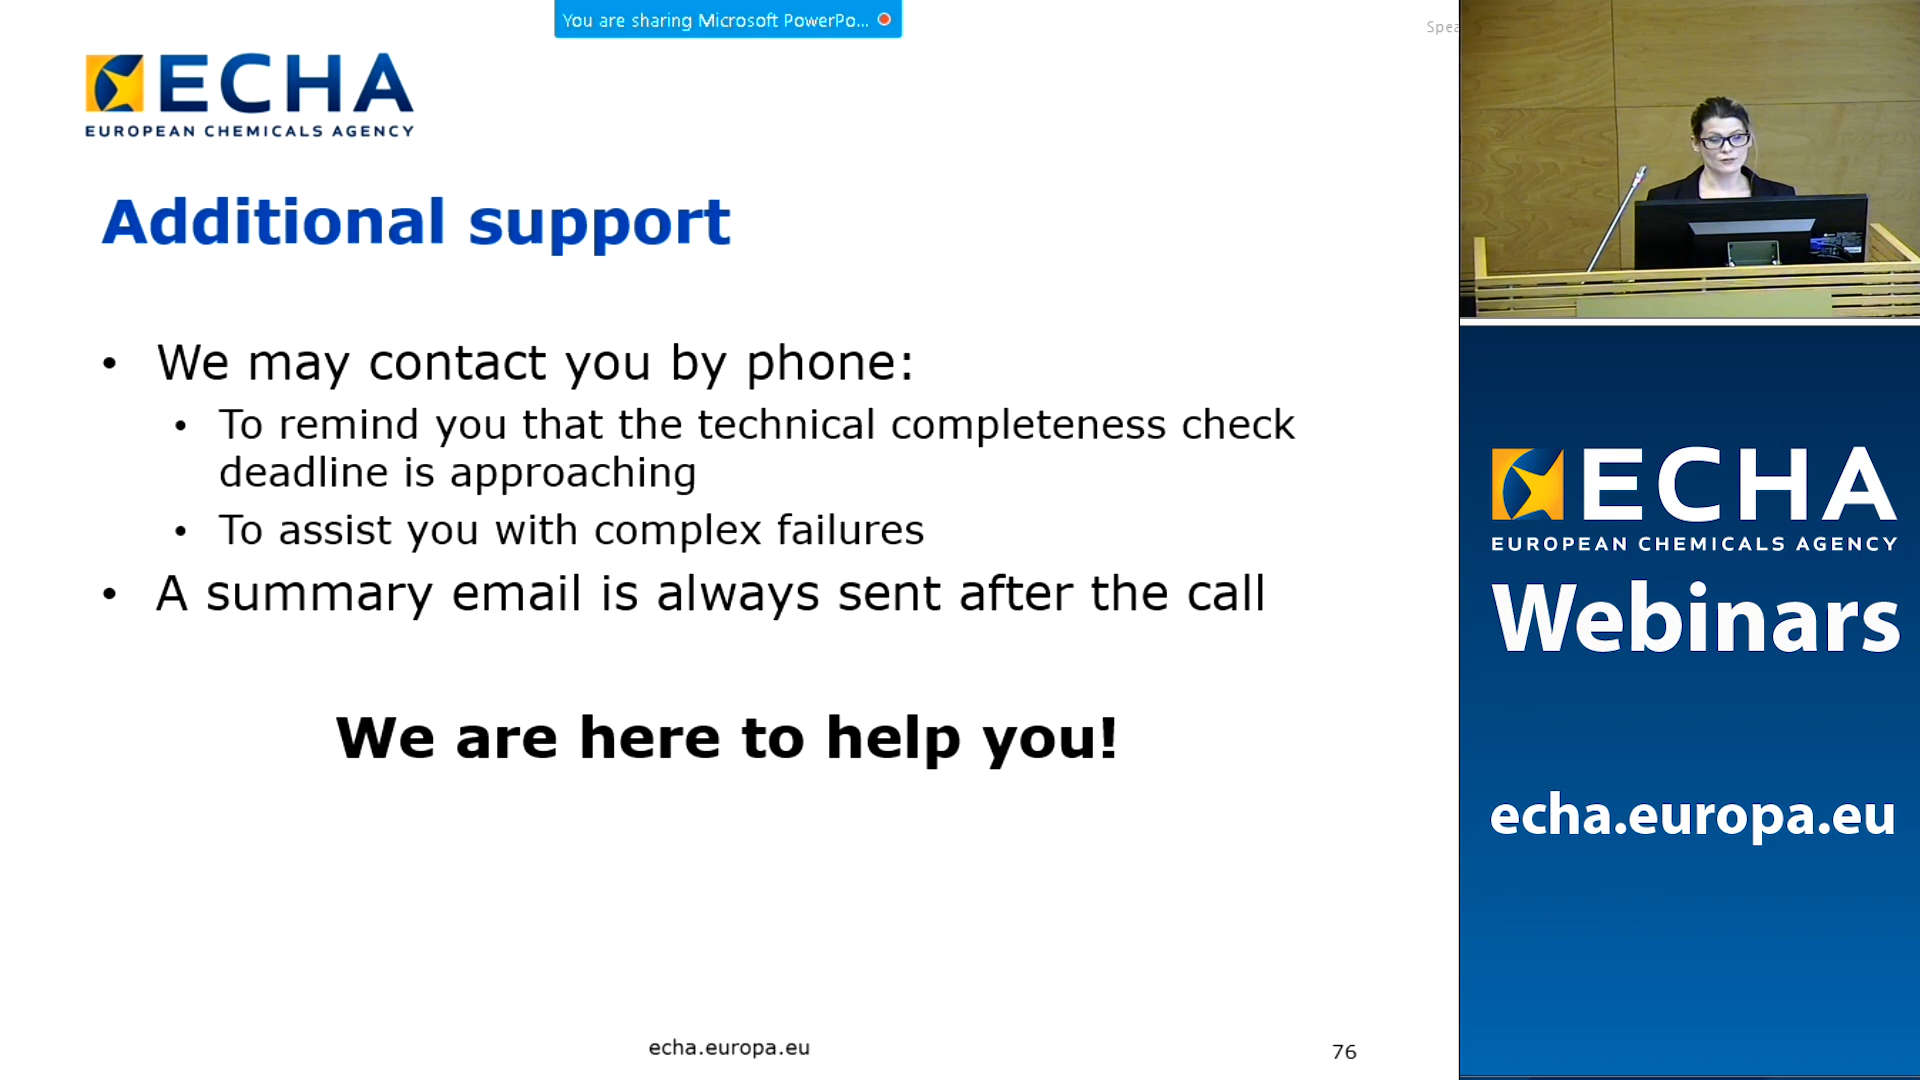 You are sharing Microsoft PowerPo...
Spea
ECHA
EUROPEAN CHEMICALS AGENCY
Additional support
• We may contact you by phone:
• To remind you that the technical completeness check
deadline is approaching
• To assist you with complex failures
• A summary email is always sent after the call
We are here to help you!
echa.europa.eu
76
ECHA
EUROPEAN CHEMICALS AGENCY
Webinars
echa.europa.eu